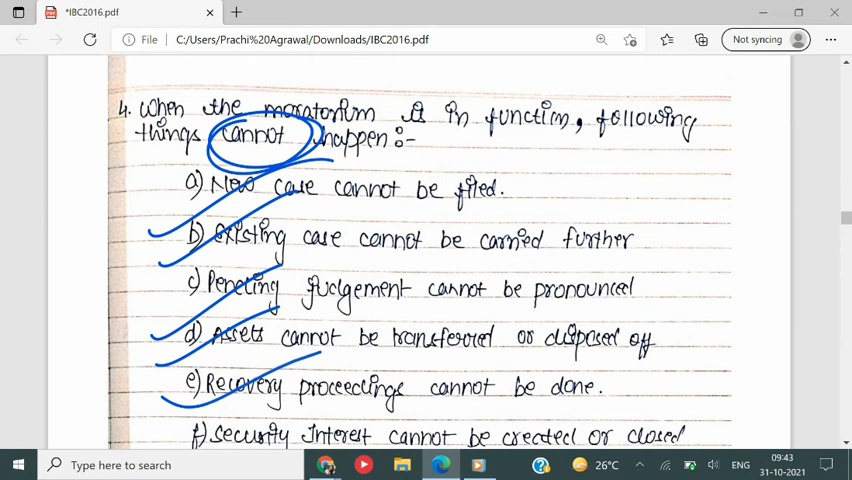 *IBC2016.pdf
File
C:/Users/Prachi%20Agrawal/Downloads/IBC2016.pdf
Not syncing
4. When the moratorium is in function, following
things cannot happen :-
a) New case cannot be filed.
b) Existing case cannot be carried further
c) Pending judgement cannot be pronounced
d) Assets cannot be transferred or disposed off
e) Recovery proceedings cannot be done.
f) Security Interest cannot be created or closed
Type here to search
26°C
ENG
09:43
31-10-2021